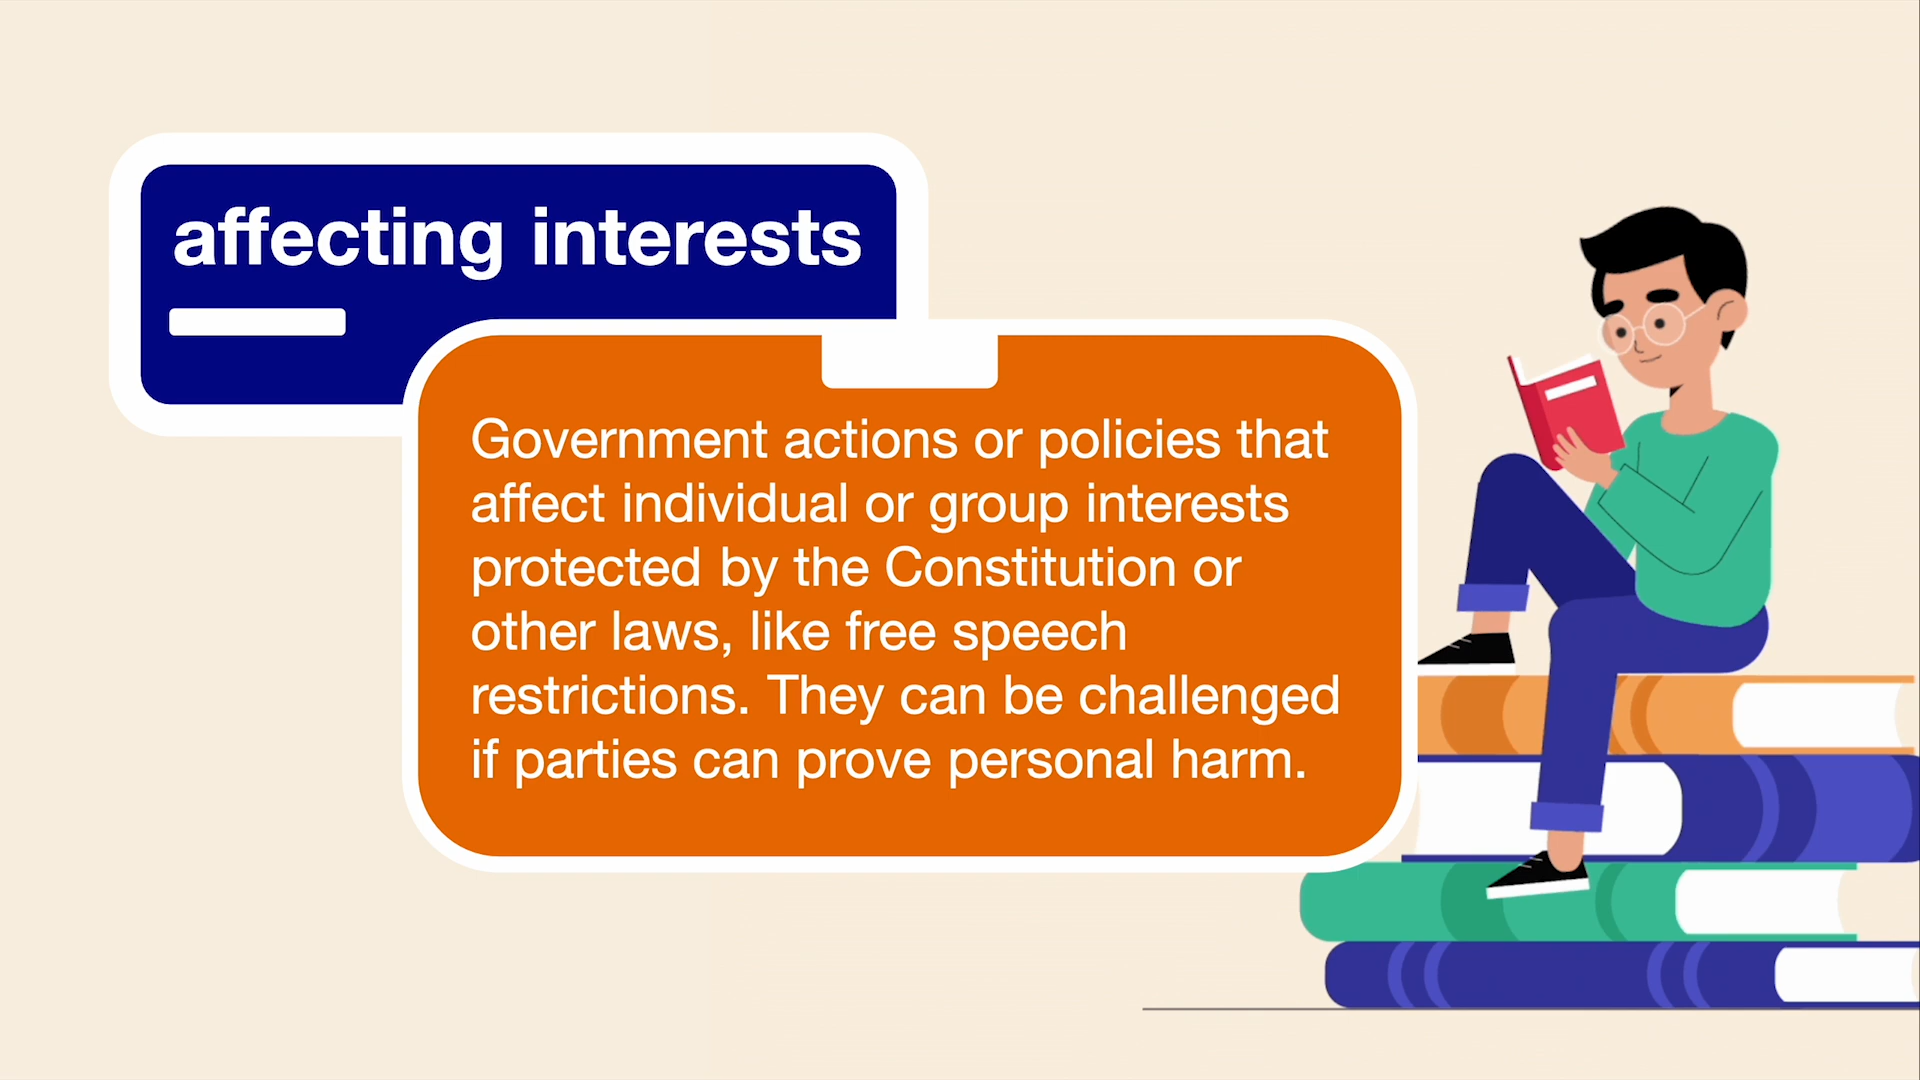 affecting interests
Government actions or policies that
affect individual or group interests
protected by the Constitution or
other laws, like free speech
restrictions. They can be challenged
if parties can prove personal harm.